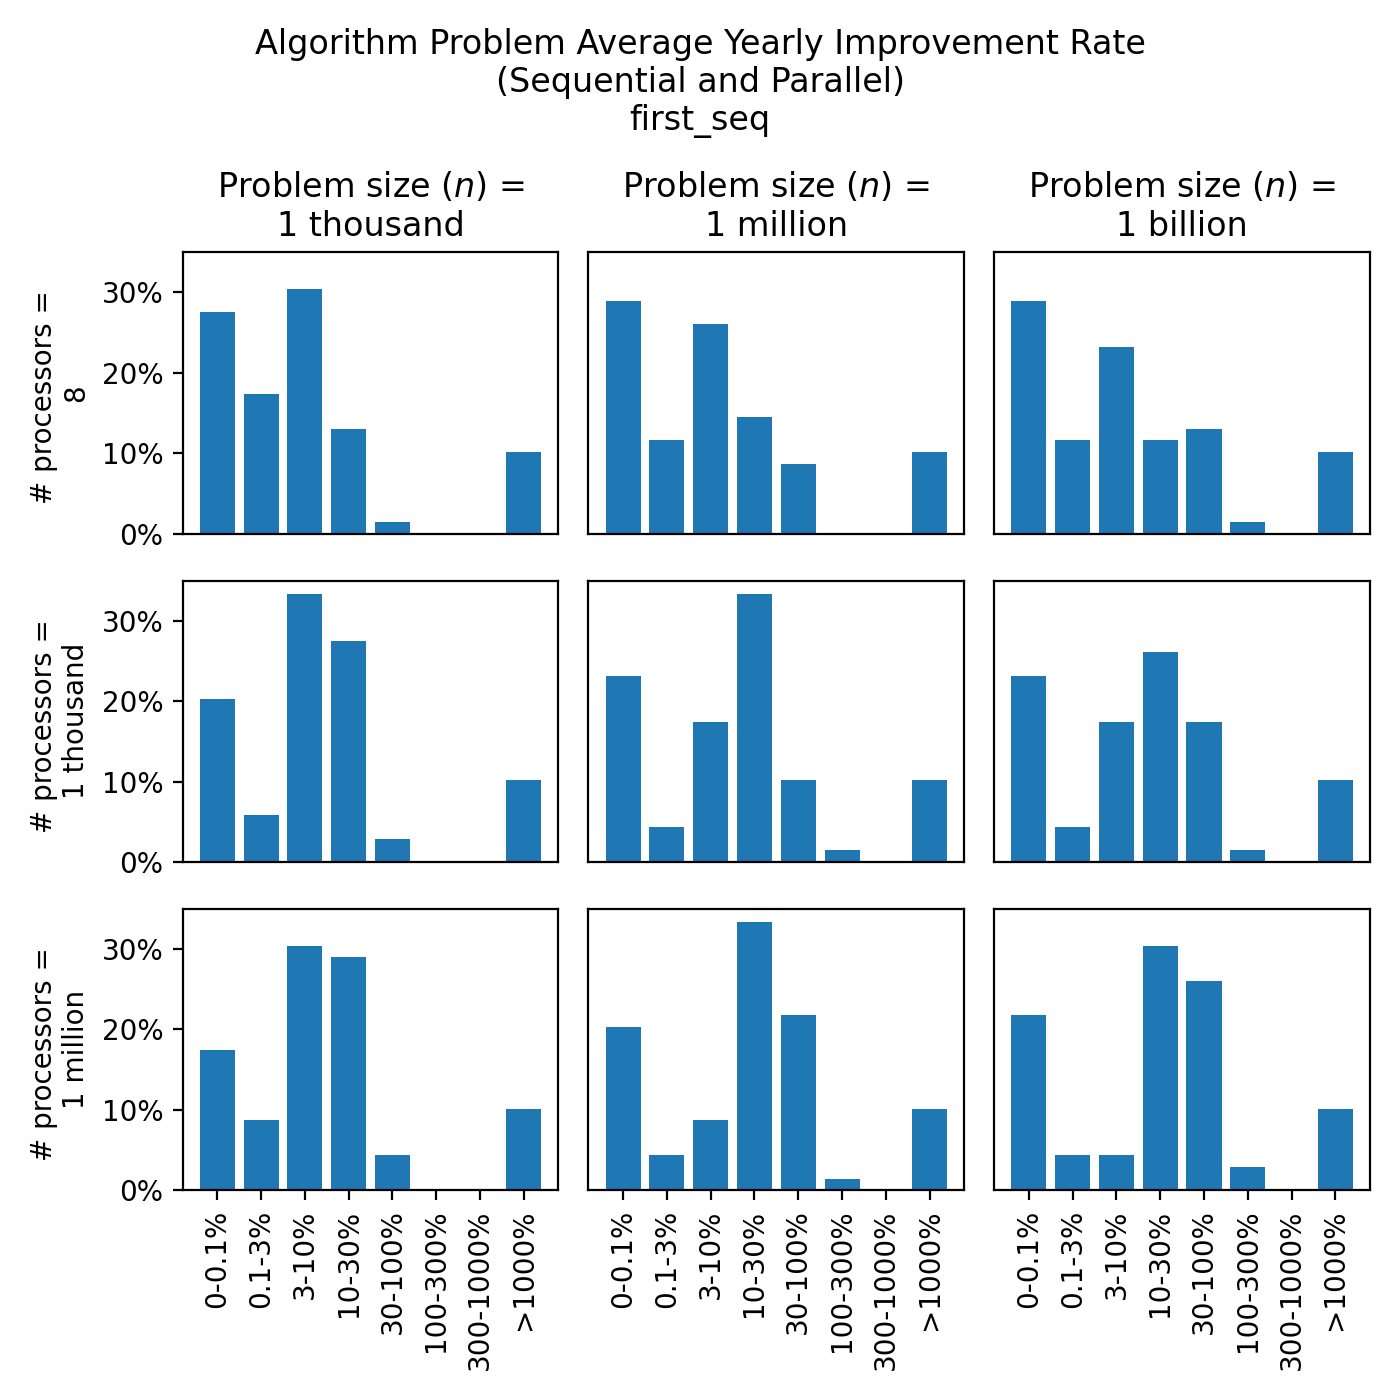 Algorithm Problem Average Yearly Improvement Rate
(Sequential and Parallel)
first_seq
Problem size (n) =
1 thousand
Problem size (n) =
1 million
Problem size (n) =
1 billion
# processors =
8
30%
20%
10%
0%
# processors =
1 thousand
30%
20%
10%
0%
# processors =
1 million
30%
20%
10%
0%
0-0.1%
0.1-3%
3-10%
10-30%
30-100%
100-300%
300-1000%
>1000%
0-0.1%
0.1-3%
3-10%
10-30%
30-100%
100-300%
300-1000%
>1000%
0-0.1%
0.1-3%
3-10%
10-30%
30-100%
100-300%
300-1000%
>1000%